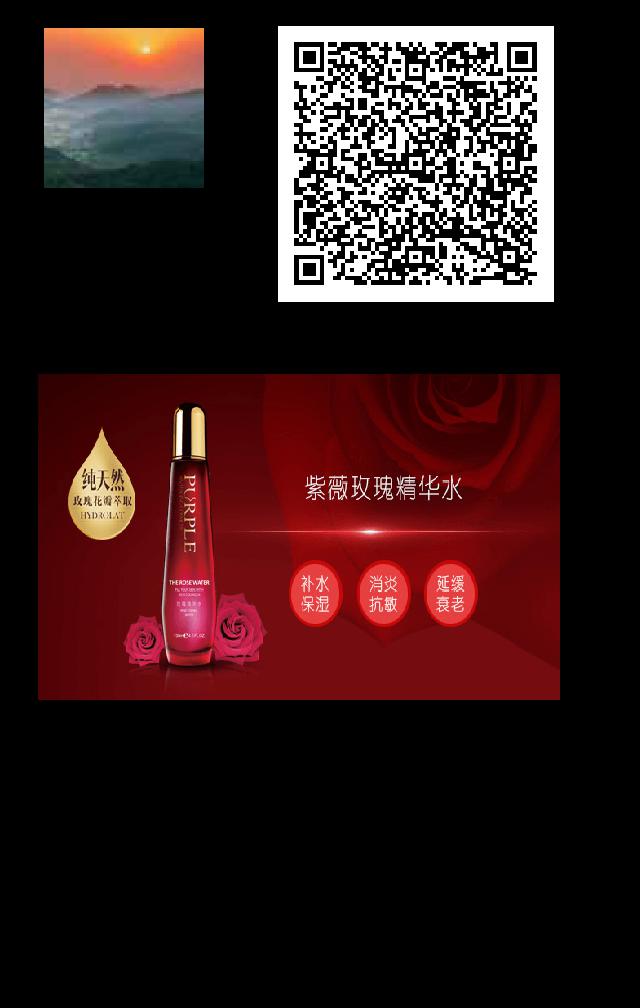 纯天然
玫瑰花瓣萃取
HYDROLAT
PURPLE
THE ROSE WATER
紫薇玫瑰精华水
补水
保湿
消炎
抗敏
延缓
衰老